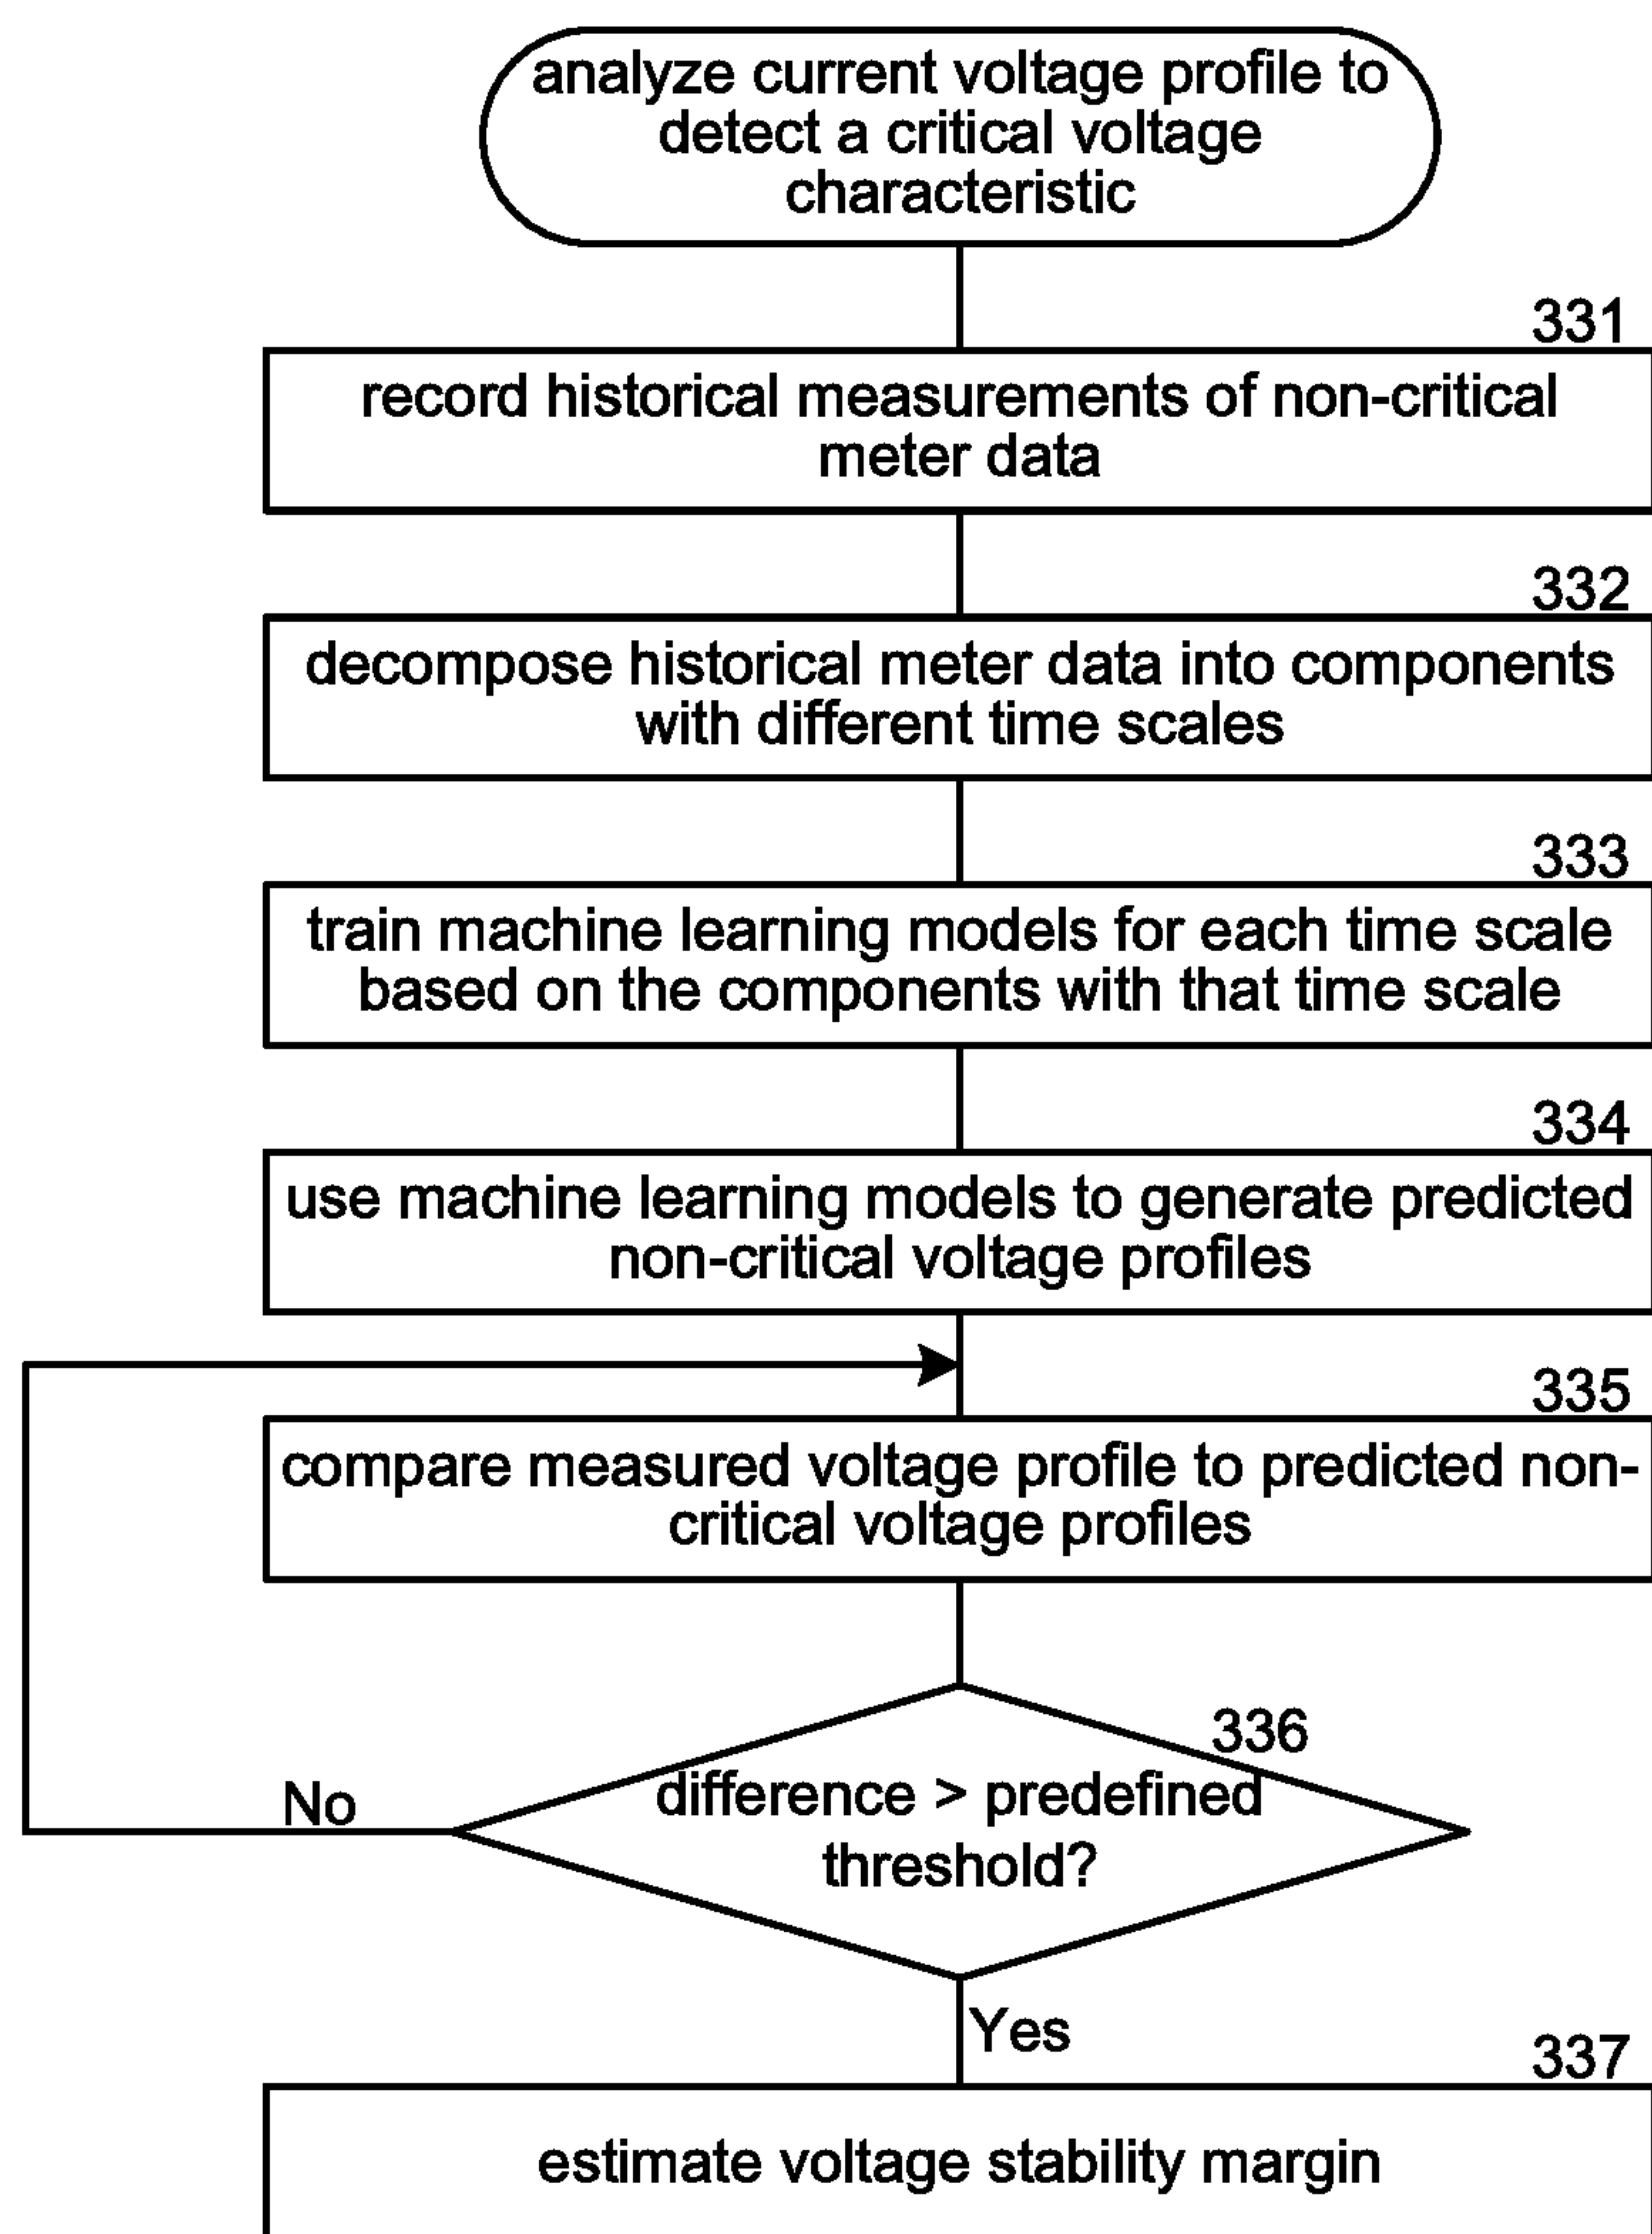 analyze current voltage profile to
detect a critical voltage
characteristic
331
record historical measurements of non-critical
meter data
332
decompose historical meter data into components
with different time scales
333
train machine learning models for each time scale
based on the components with that time scale
334
use machine learning models to generate predicted
non-critical voltage profiles
335
compare measured voltage profile to predicted non-
critical voltage profiles
336
difference > predefined
threshold?
No
Yes
337
estimate voltage stability margin